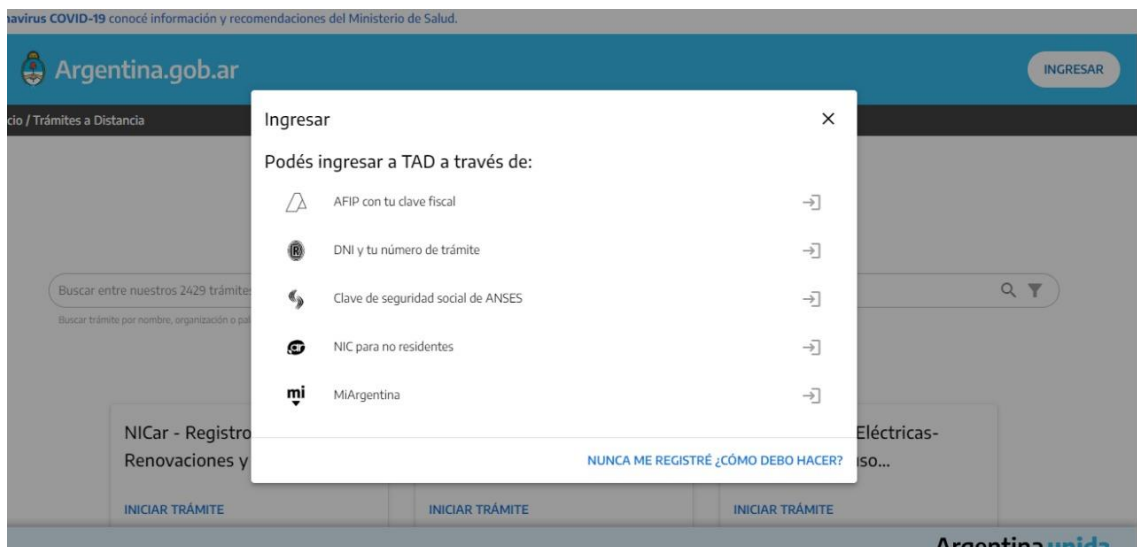 navirus COVID-19 conocé información y recomendaciones del Ministerio de Salud.
Argentina.gob.ar
INGRESAR
cio / Trámites a Distancia
Ingresar
Podés ingresar a TAD a través de:
AFIP con tu clave fiscal
DNI y tu número de trámite
Clave de seguridad social de ANSES
NIC para no residentes
mi MiArgentina
NUNCA ME REGISTRÉ ¿CÓMO DEBO HACER?
Buscar entre nuestros 2429 trámites
Buscar trámite por nombre, organización o pal
NICar - Registro
Renovaciones y
INICIAR TRÁMITE
INICIAR TRÁMITE
Eléctricas-
uso...
INICIAR TRÁMITE
Argentina unida